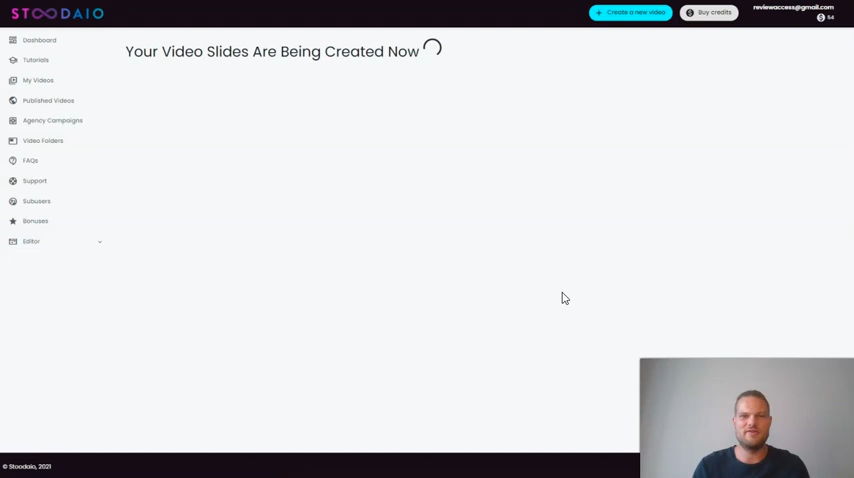 STOODAIO
Create a new video
Buy credits
reviewaccess@gmail.com
54
Dashboard
Tutorials
My Videos
Published Videos
Agency Campaigns
Video Folders
FAQs
Support
Subusers
Bonuses
Editor
Your Video Slides Are Being Created Now
© Stoodaio, 2021